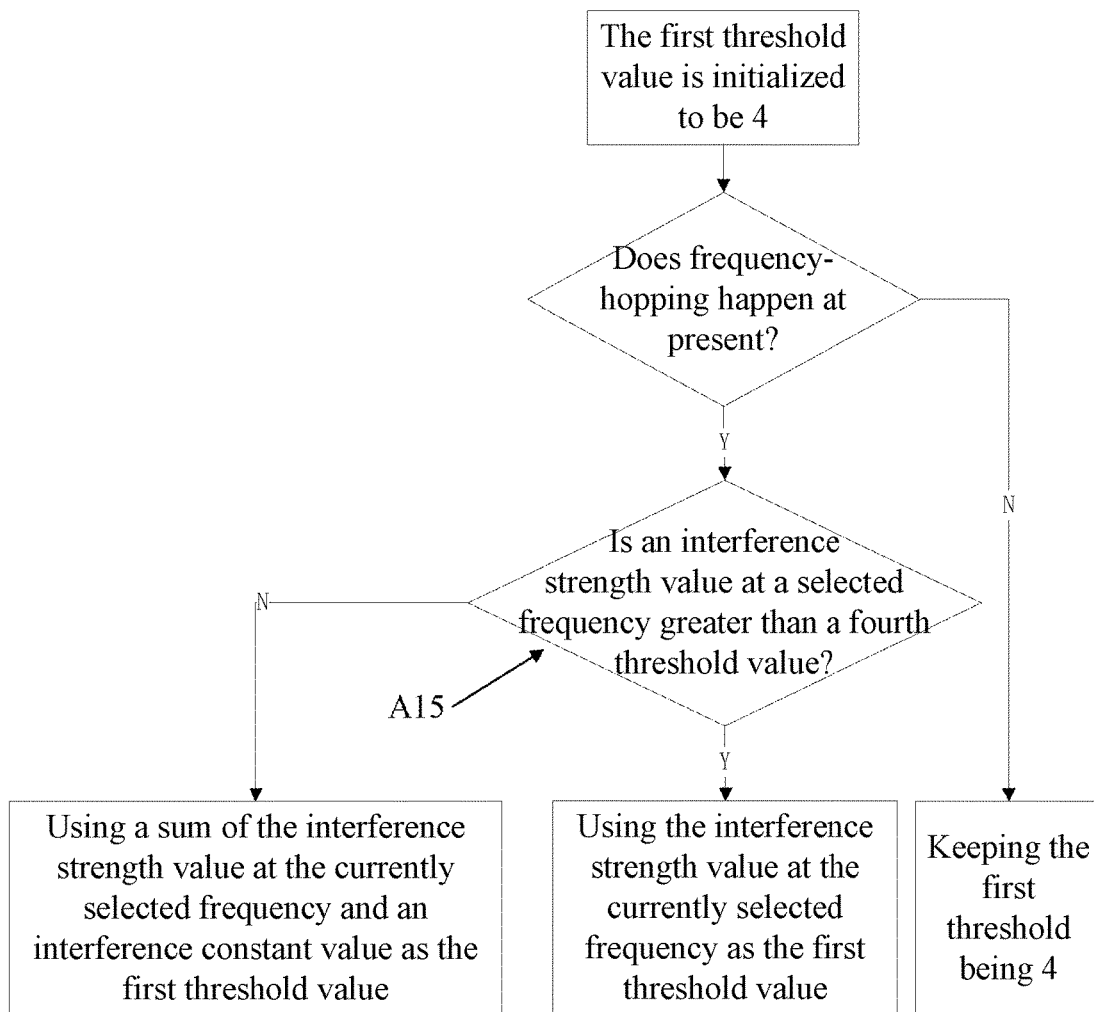 The first threshold
value is initialized
to be 4
Does frequency-
hopping happen at
present?
Y
N
Is an interference
strength value at a selected
frequency greater than a fourth
threshold value?
N
A15
Y
Using a sum of the interference
strength value at the currently
selected frequency and an
interference constant value as the
first threshold value
Using the interference
strength value at the
currently selected
frequency as the first
threshold value
Keeping the
first
threshold
being 4